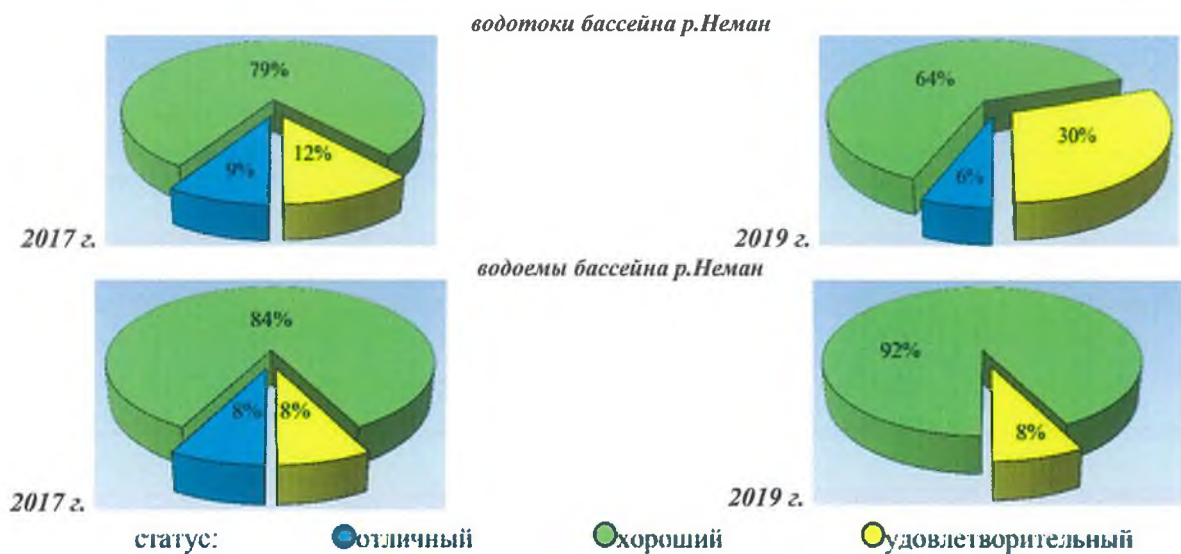 водотоки бассейна р.Неман
79%
9%
12%
2017 г.
64%
6%
30%
2019 г.
водоемы бассейна р.Неман
84%
8%
8%
2017 г.
92%
8%
2019 г.
статус: отличный хороший удовлетворительный